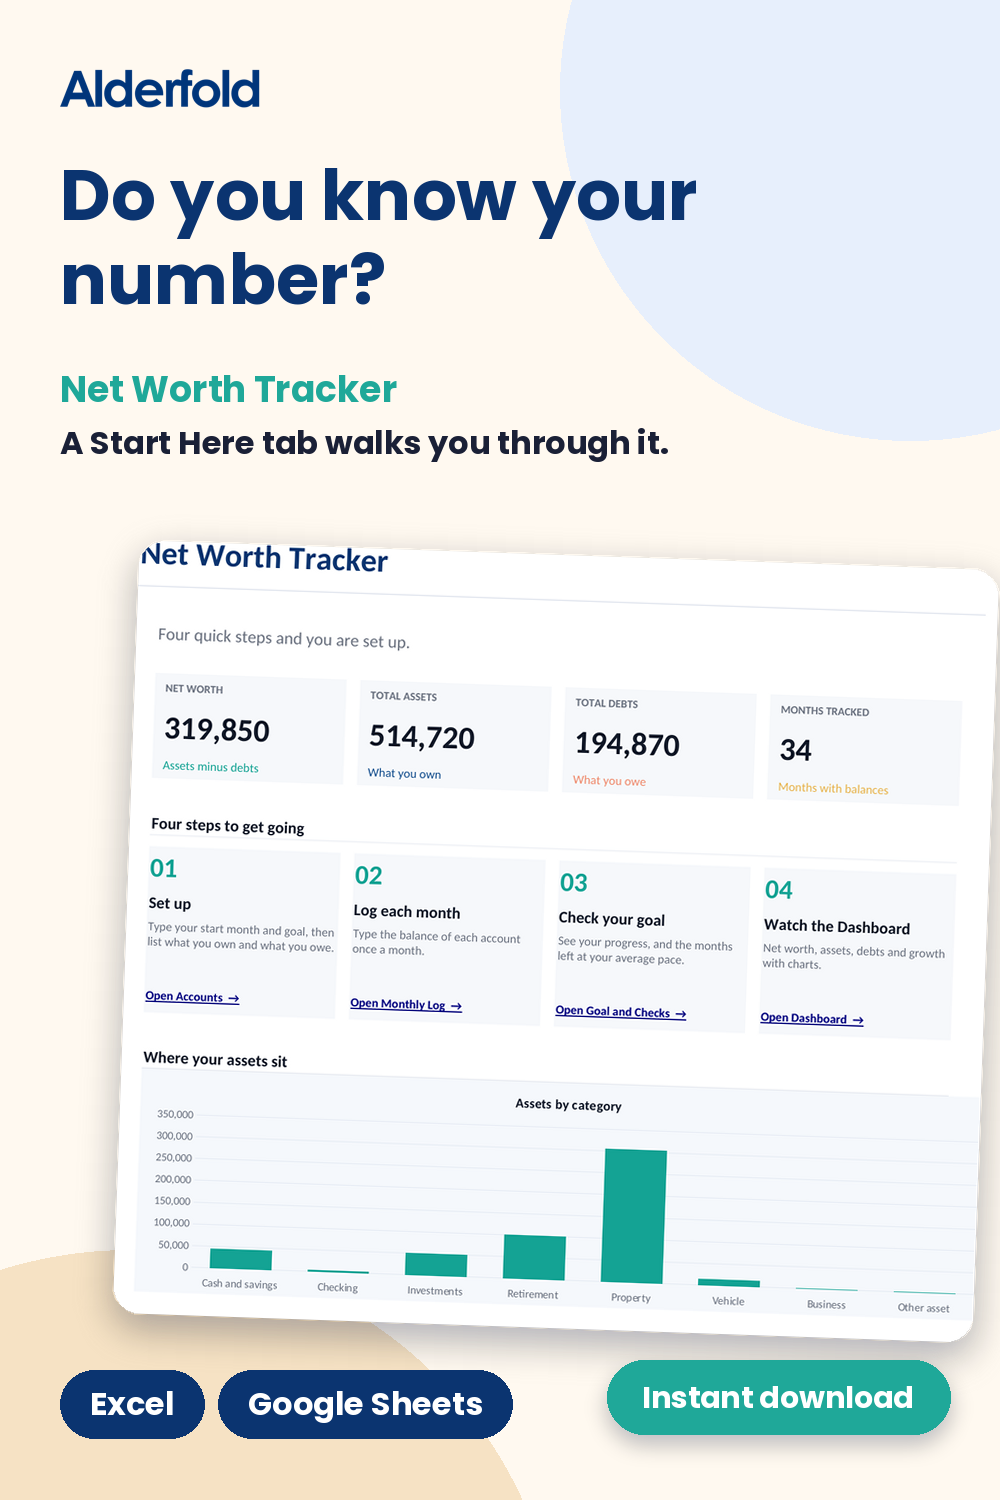 Alderfold
Do you know your
number?
Net Worth Tracker
A Start Here tab walks you through it.
Net Worth Tracker
Four quick steps and you are set up.
NET WORTH
319,850
Assets minus debts
TOTAL ASSETS
514,720
What you own
TOTAL DEBTS
194,870
What you owe
MONTHS TRACKED
34
Months with balances
Four steps to get going
01
Set up
Type your start month and goal, then
list what you own and what you owe.
Open Accounts →
02
Log each month
Type the balance of each account
once a month.
Open Monthly Log →
03
Check your goal
See your progress, and the months
left at your average pace.
Open Goal and Checks →
04
Watch the Dashboard
Net worth, assets, debts and growth
with charts.
Open Dashboard →
Where your assets sit
Assets by category
350,000
300,000
250,000
200,000
150,000
100,000
50,000
0
Cash and savings
Checking
Investments
Retirement
Property
Vehicle
Business
Other asset
Excel
Google Sheets
Instant download